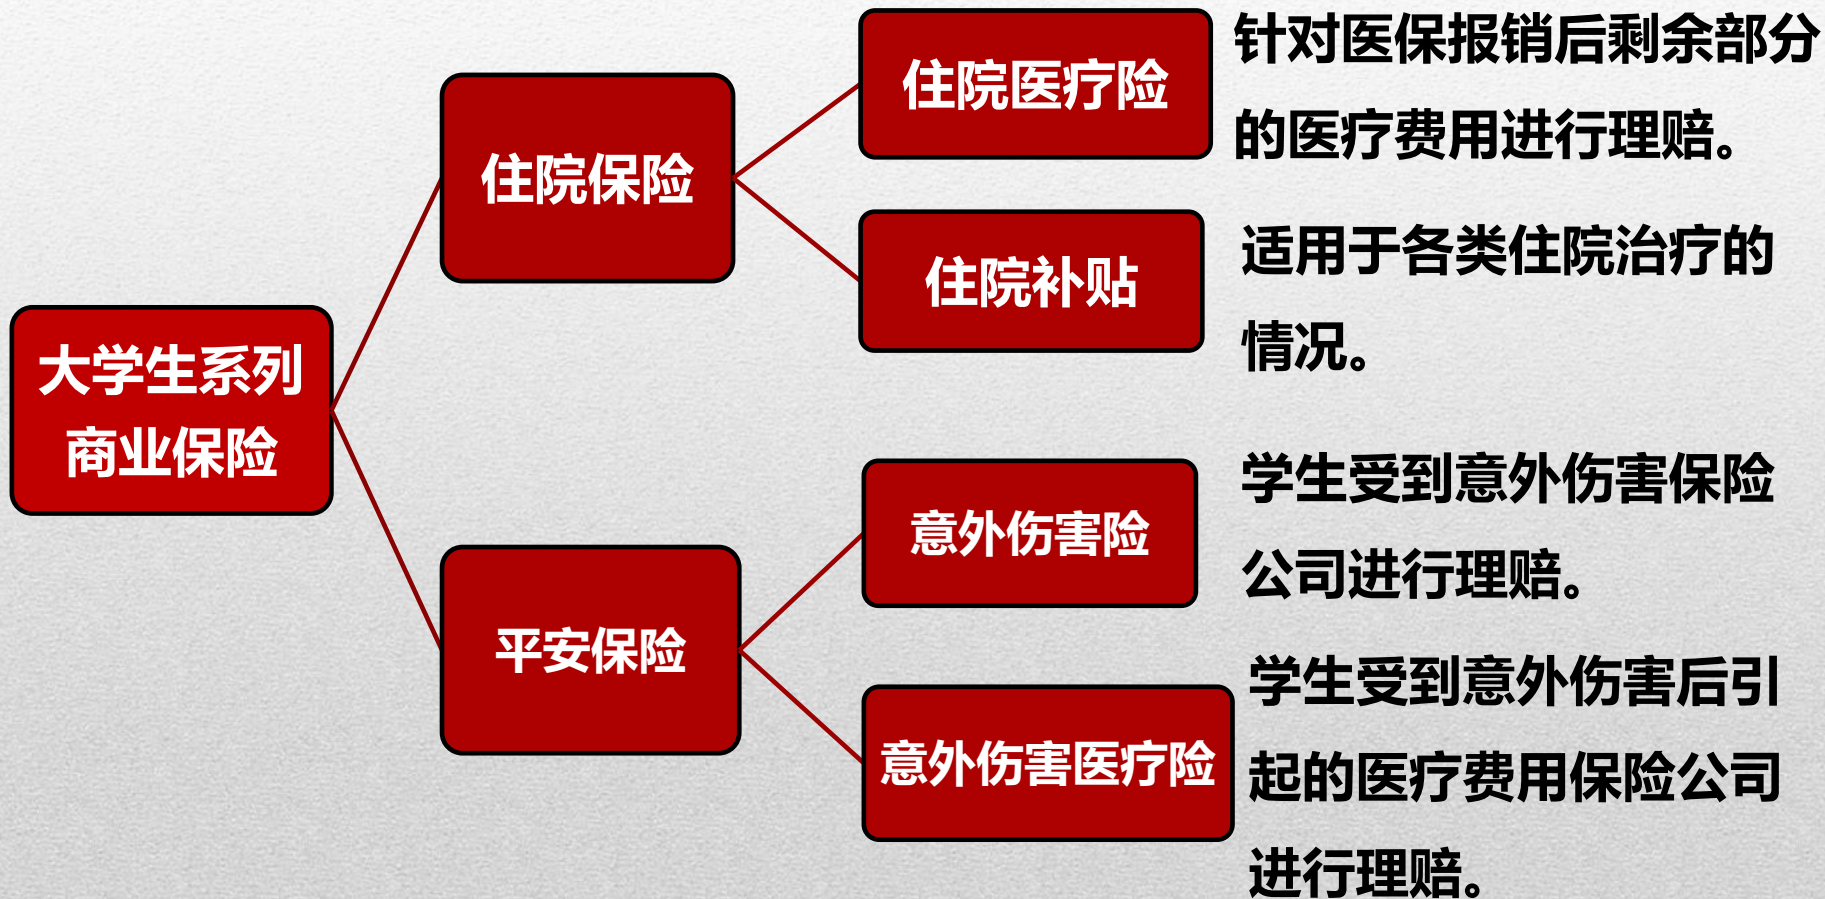 大学生系列
商业保险
住院保险
住院医疗险
针对医保报销后剩余部分
的医疗费用进行理赔。
住院补贴
适用于各类住院治疗的
情况。
平安保险
意外伤害险
学生受到意外伤害保险
公司进行理赔。
意外伤害医疗险
学生受到意外伤害后引
起的医疗费用保险公司
进行理赔。